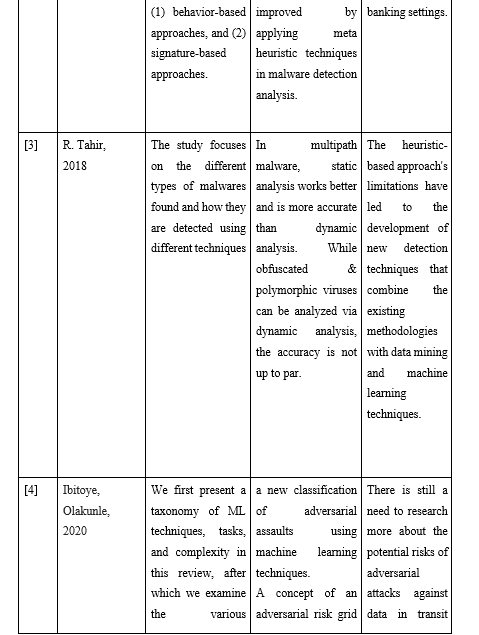 (1) behavior-based
approaches, and (2)
signature-based
approaches.
improved by
applying meta
heuristic techniques
in malware detection
analysis.
banking settings.
[3]
R. Tahir,
2018
The study focuses
on the different
types of malwares
found and how they
are detected using
different techniques
In multipath
malware, static
analysis works better
and is more accurate
than dynamic
analysis. While
obfuscated &
polymorphic viruses
can be analyzed via
dynamic analysis,
the accuracy is not
up to par.
The heuristic-
based approach's
limitations have
led to the
development of
new detection
techniques that
combine the
existing
methodologies
with data mining
and machine
learning
techniques.
[4]
Ibitoye,
Olakunle,
2020
We first present a
taxonomy of ML
techniques, tasks,
and complexity in
this review, after
which we examine
the various
a new classification
of adversarial
assaults using
machine learning
techniques.
A concept of an
adversarial risk grid
There is still a
need to research
more about the
potential risks of
adversarial
attacks against
data in transit